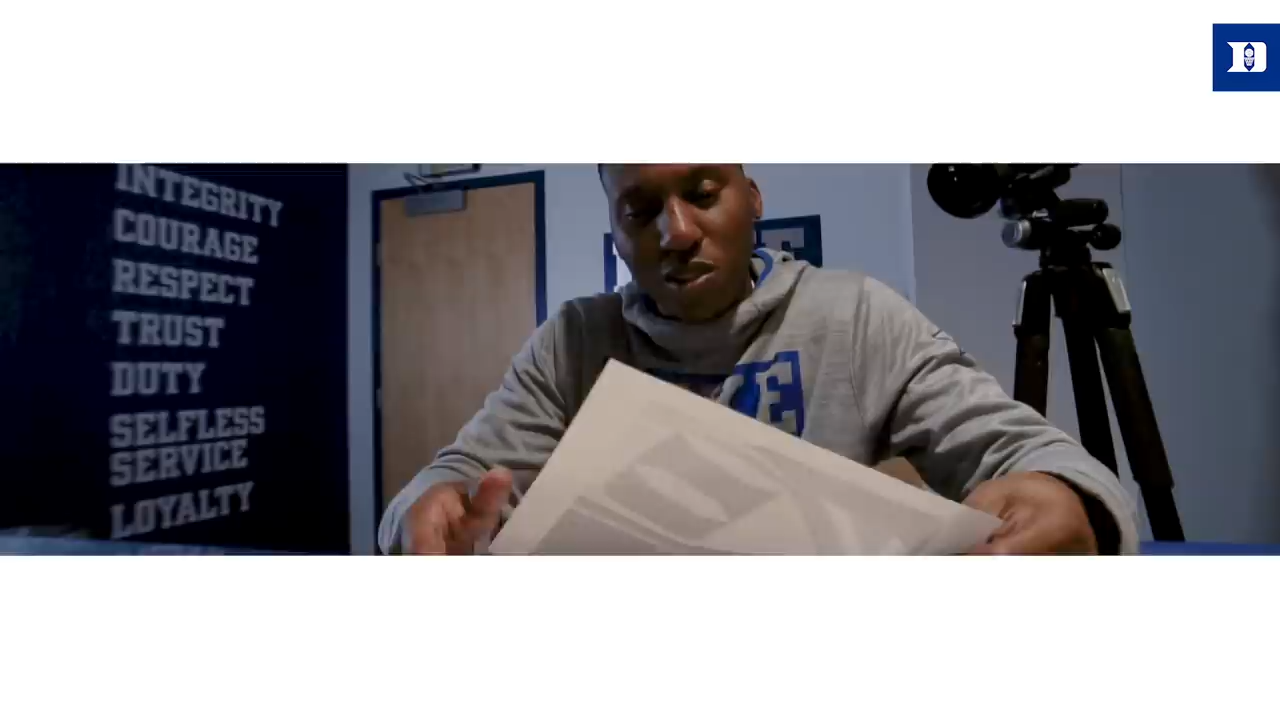 INTEGRITY
COURAGE
RESPECT
TRUST
DUTY
SELFLESS
SERVICE
LOYALTY
D